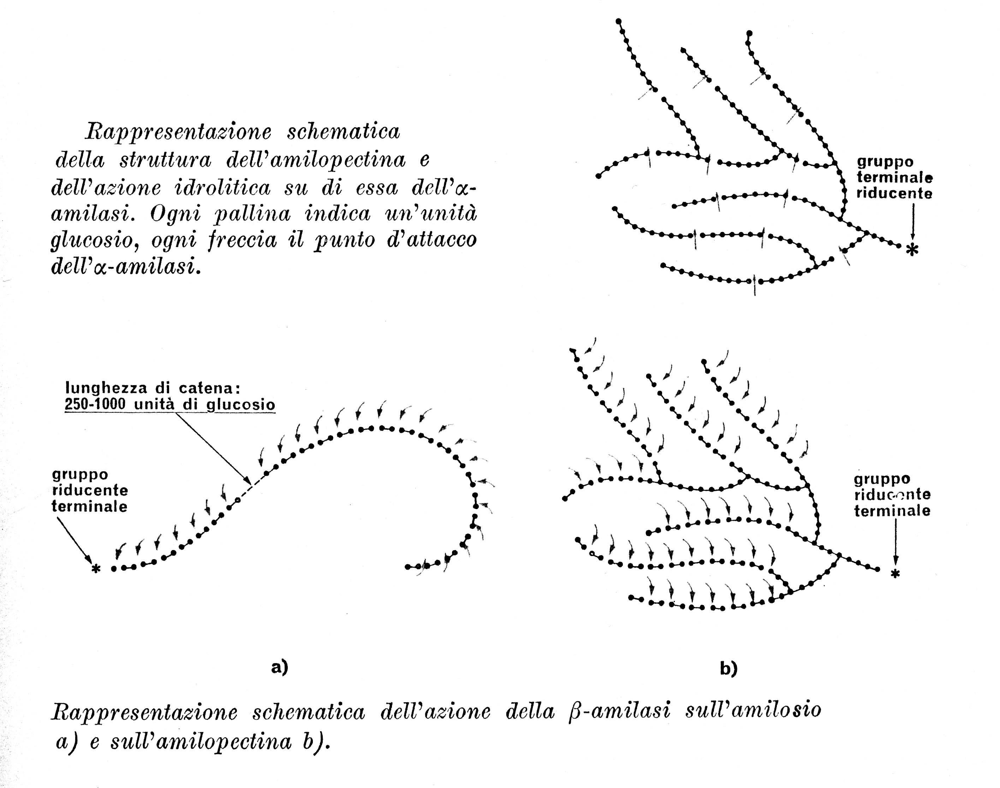 Rappresentazione schematica
della struttura dell'amilopectina e
dell'azione idrolitica su di essa dell'α-
amilasi. Ogni pallina indica un'unità
glucosio, ogni freccia il punto d'attacco
dell'α-amilasi.
gruppo
terminale
riducente
*
lunghezza di catena:
250-1000 unità di glucosio
gruppo
riducente
terminale
*
gruppo
riducente
terminale
*
a)
b)
Rappresentazione schematica dell'azione della β-amilasi sull'amilosio
a) e sull'amilopectina b).